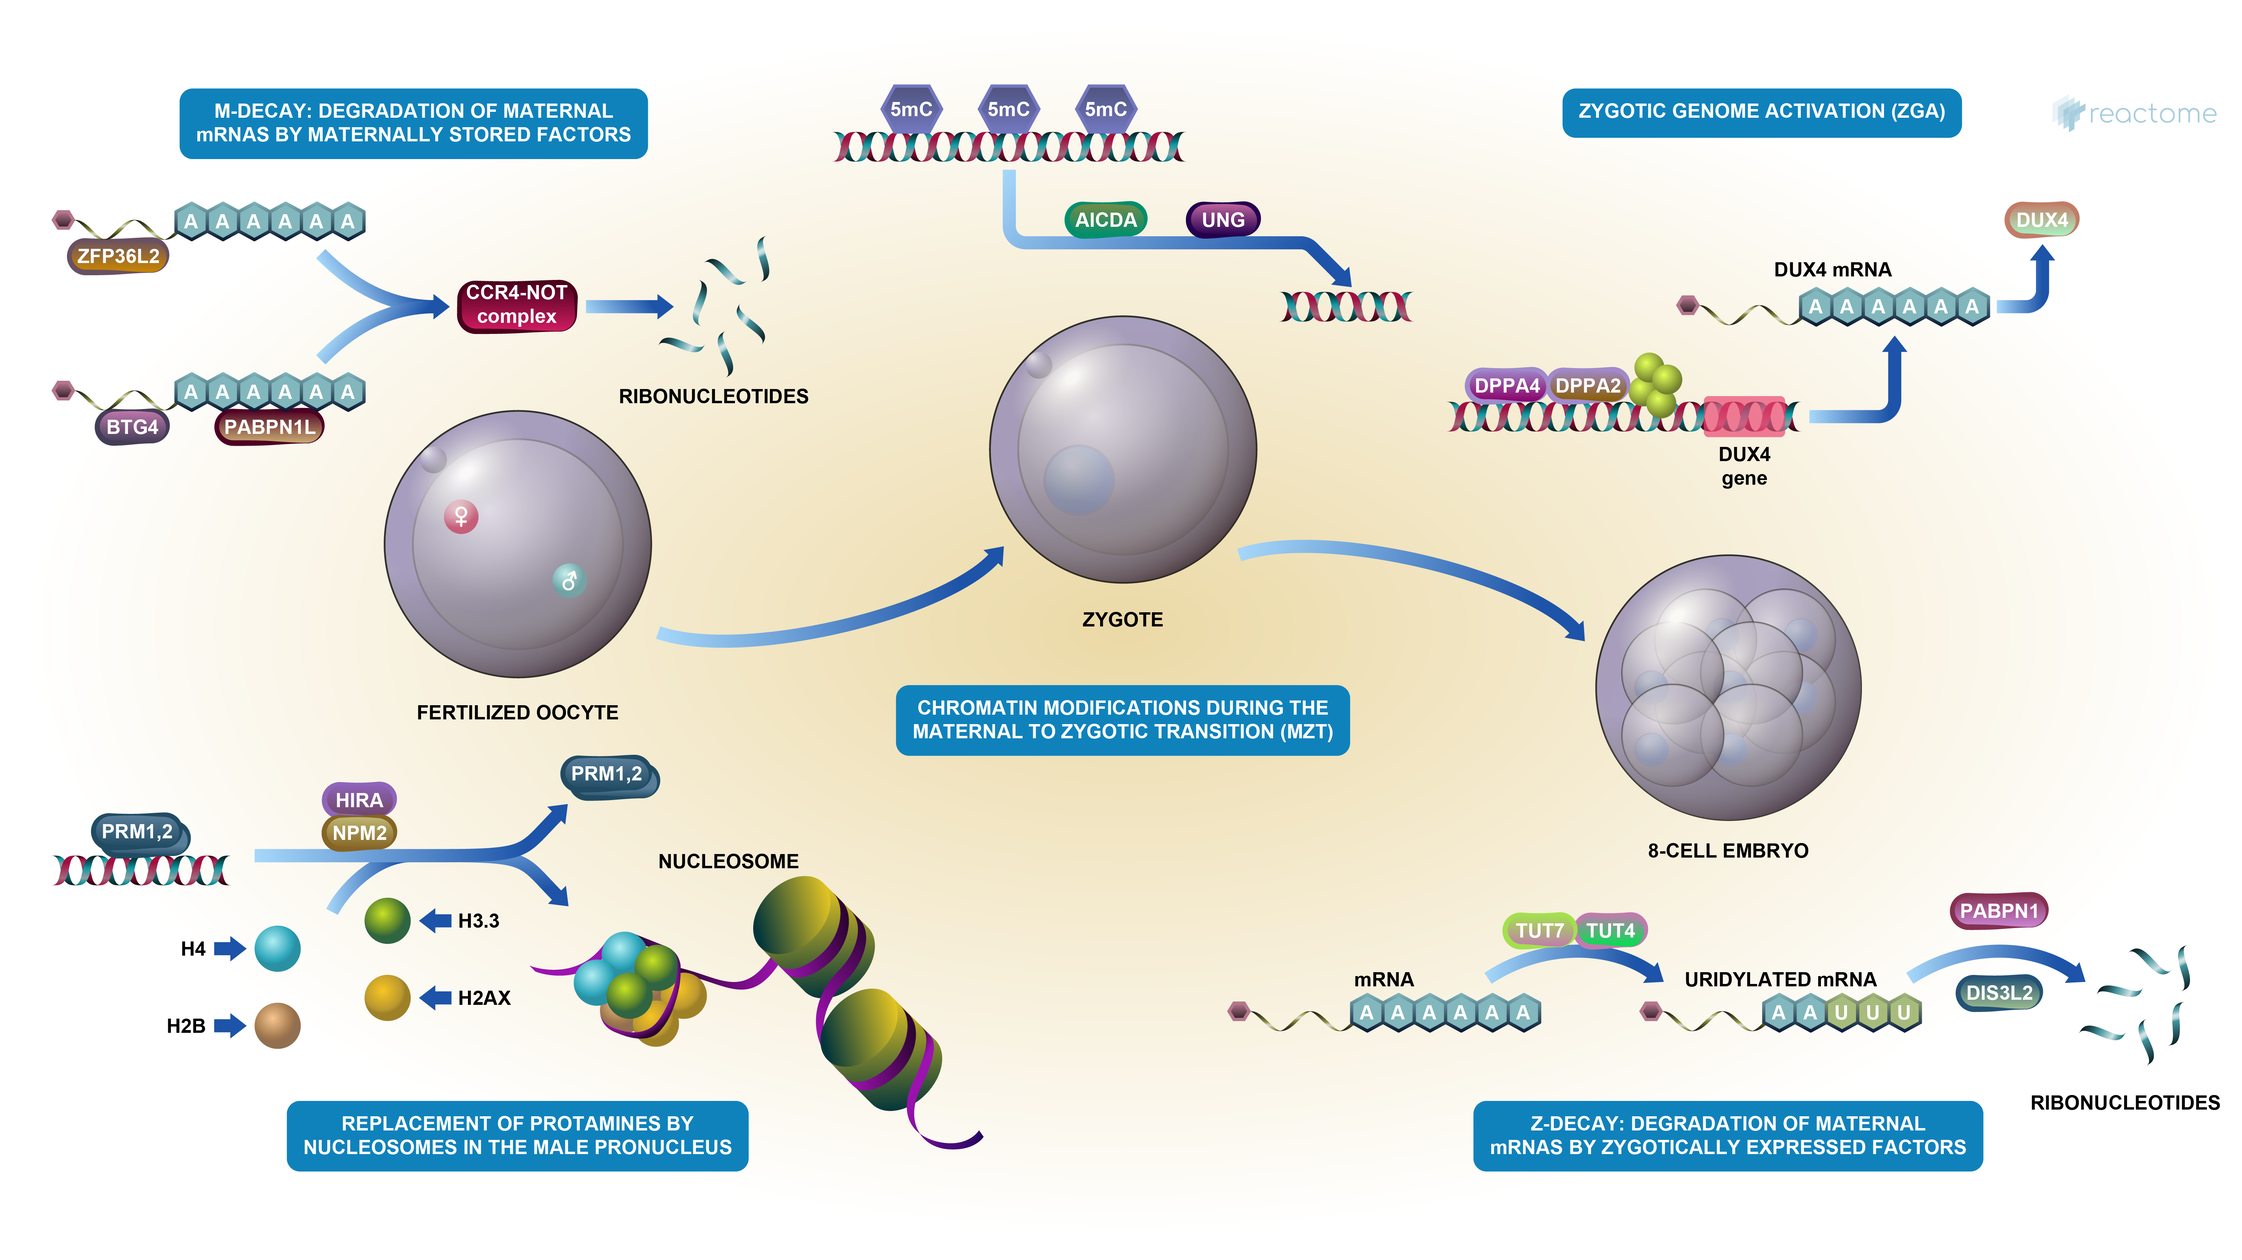 M-DECAY: DEGRADATION OF MATERNAL
mRNAS BY MATERNALLY STORED FACTORS
A A A A A A
ZFP36L2
CCR4-NOT
complex
A A A A A A
BTG4
PABPN1L
RIBONUCLEOTIDES
5mC 5mC 5mC
AICDA
UNG
ZYGOTIC GENOME ACTIVATION (ZGA)
reactome
DUX4
DUX4 mRNA
A A A A A A
DPPA4
DPPA2
DUX4
gene
♀
♂
FERTILIZED OOCYTE
ZYGOTE
CHROMATIN MODIFICATIONS DURING THE
MATERNAL TO ZYGOTIC TRANSITION (MZT)
8-CELL EMBRYO
PRM1,2
HIRA
NPM2
PRM1,2
NUCLEOSOME
H3.3
H4
H2AX
H2B
REPLACEMENT OF PROTAMINES BY
NUCLEOSOMES IN THE MALE PRONUCLEUS
TUT7
TUT4
mRNA
A A A A A A
URIDYLATED mRNA
A A U U U
PABPN1
DIS3L2
RIBONUCLEOTIDES
Z-DECAY: DEGRADATION OF MATERNAL
mRNAS BY ZYGOTICALLY EXPRESSED FACTORS